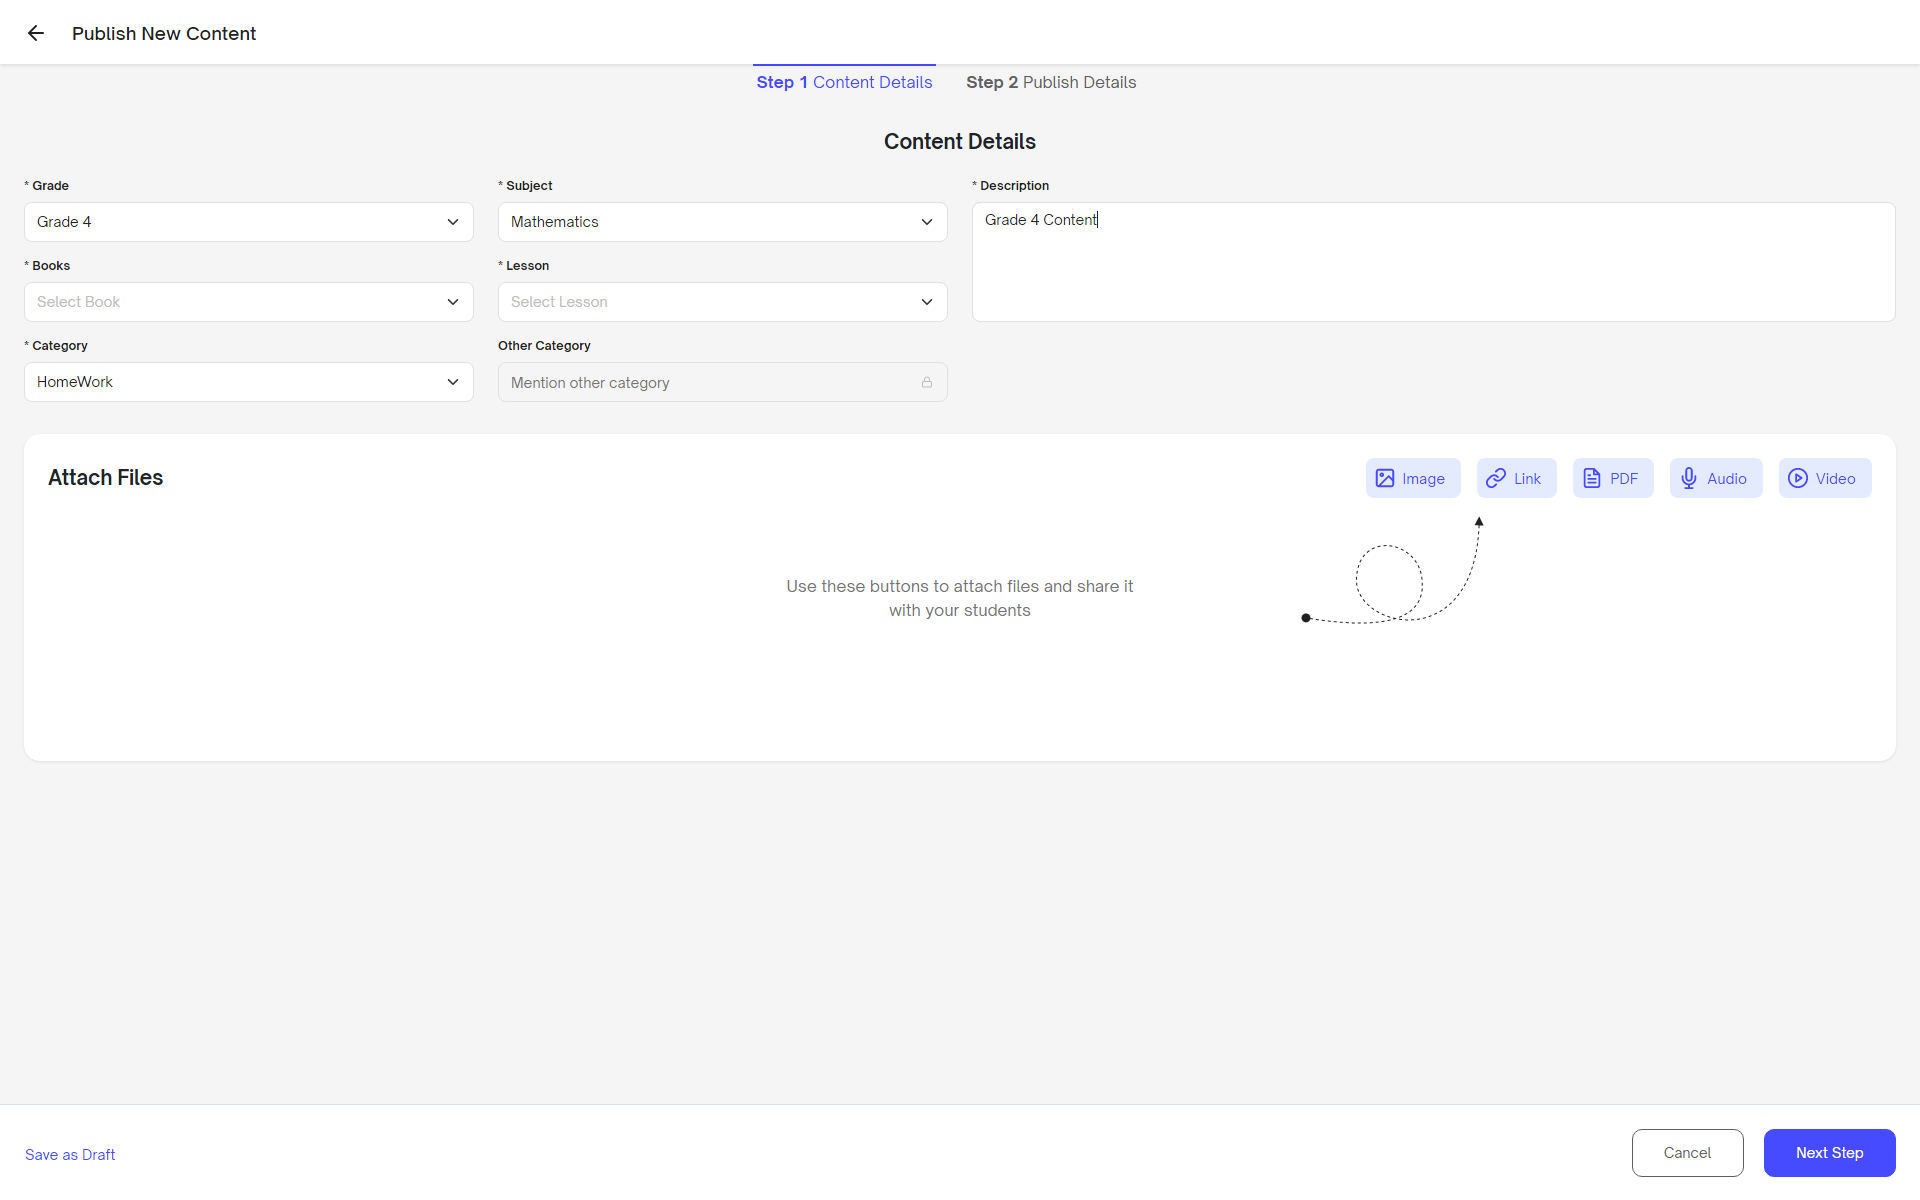 Publish New Content
Step 1 Content Details
Step 2 Publish Details
Content Details
* Grade
Grade 4
* Subject
Mathematics
* Description
Grade 4 Content
* Books
Select Book
* Lesson
Select Lesson
* Category
HomeWork
Other Category
Mention other category
Attach Files
Image
Link
PDF
Audio
Video
Use these buttons to attach files and share it
with your students
Save as Draft
Cancel
Next Step